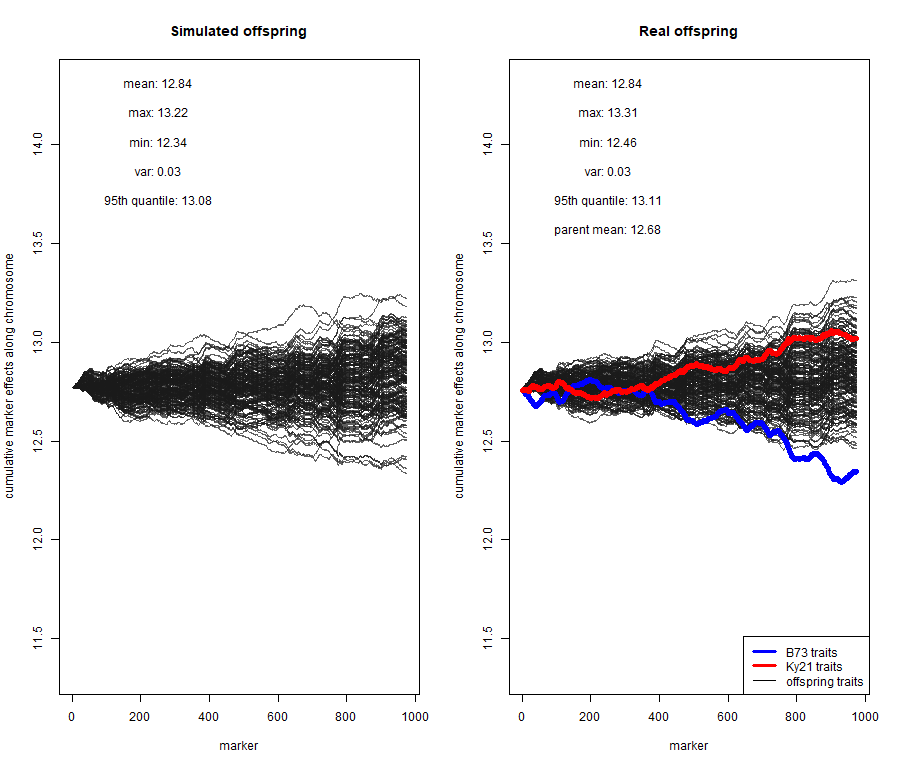 Simulated offspring
mean: 12.84
max: 13.22
min: 12.34
var: 0.03
95th quantile: 13.08
cumulative marker effects along chromosome
14.0
13.5
13.0
12.5
12.0
11.5
0 200 400 600 800 1000
marker
Real offspring
mean: 12.84
max: 13.31
min: 12.46
var: 0.03
95th quantile: 13.11
parent mean: 12.68
cumulative marker effects along chromosome
14.0
13.5
13.0
12.5
12.0
11.5
B73 traits
Ky21 traits
offspring traits
0 200 400 600 800 1000
marker